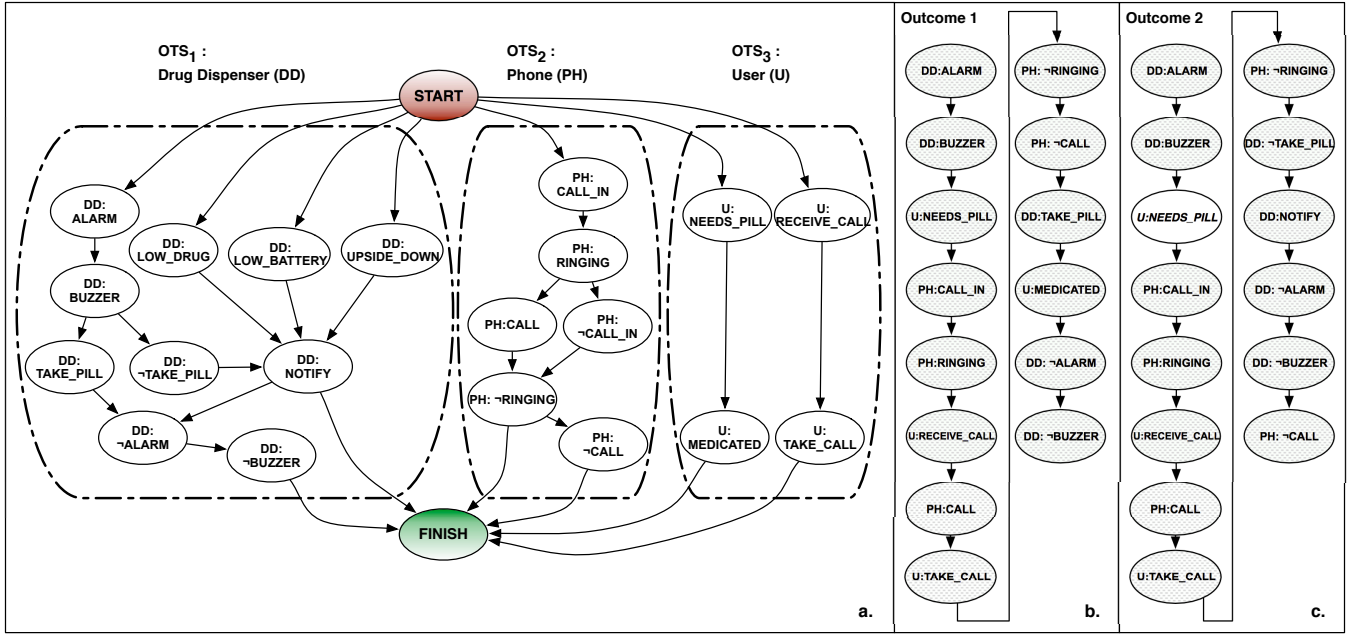 OTS1 :
Drug Dispenser (DD)
OTS2 :
Phone (PH)
OTS3 :
User (U)
START
DD:
ALARM
DD:
LOW_DRUG
DD:
LOW_BATTERY
DD:
UPSIDE_DOWN
DD:
BUZZER
DD:
TAKE_PILL
DD:
¬TAKE_PILL
DD:
NOTIFY
DD:
¬ALARM
DD:
¬BUZZER
PH:
CALL_IN
PH:
RINGING
PH:CALL
PH:
¬CALL_IN
PH: ¬RINGING
PH:
¬CALL
U:
NEEDS_PILL
U:
RECEIVE_CALL
U:
MEDICATED
U:
TAKE_CALL
FINISH
a.
Outcome 1
DD:ALARM
DD:BUZZER
U:NEEDS_PILL
PH:CALL_IN
PH:RINGING
U:RECEIVE_CALL
PH:CALL
U:TAKE_CALL
PH: ¬RINGING
PH: ¬CALL
DD:TAKE_PILL
U:MEDICATED
DD: ¬ALARM
DD: ¬BUZZER
b.
Outcome 2
DD:ALARM
DD:BUZZER
U:NEEDS_PILL
PH:CALL_IN
PH:RINGING
U:RECEIVE_CALL
PH:CALL
U:TAKE_CALL
PH: ¬RINGING
DD: ¬TAKE_PILL
DD:NOTIFY
DD: ¬ALARM
DD: ¬BUZZER
PH: ¬CALL
c.